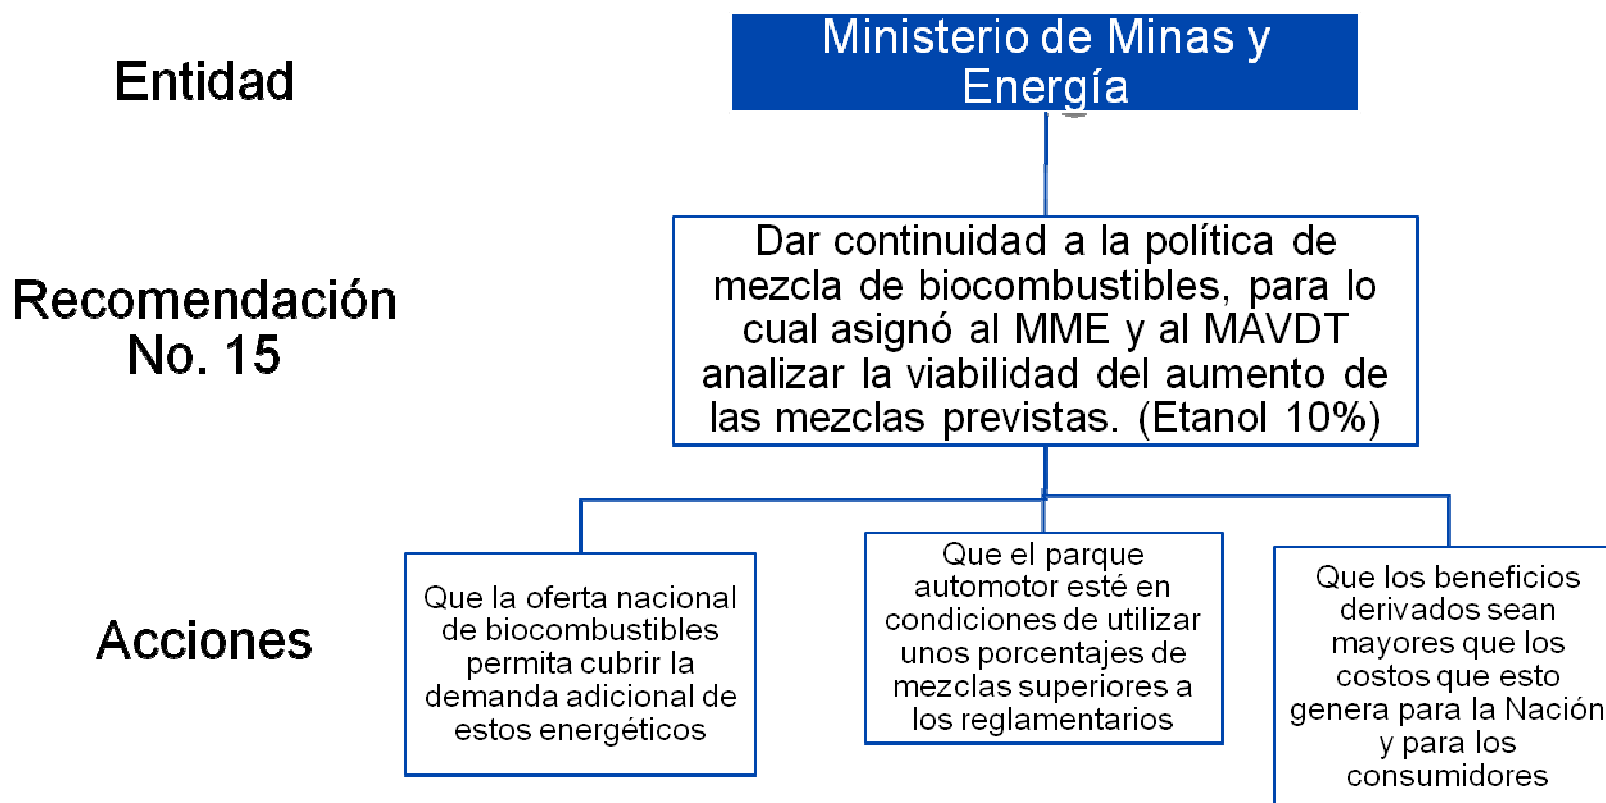 Entidad
Ministerio de Minas y
Energía
Recomendación
No. 15
Dar continuidad a la política de
mezcla de biocombustibles, para lo
cual asignó al MME y al MAVDT
analizar la viabilidad del aumento de
las mezclas previstas. (Etanol 10%)
Acciones
Que la oferta nacional
de biocombustibles
permita cubrir la
demanda adicional de
estos energéticos
Que el parque
automotor esté en
condiciones de utilizar
unos porcentajes de
mezclas superiores a
los reglamentarios
Que los beneficios
derivados sean
mayores que los
costos que esto
genera para la Nación
y para los
consumidores